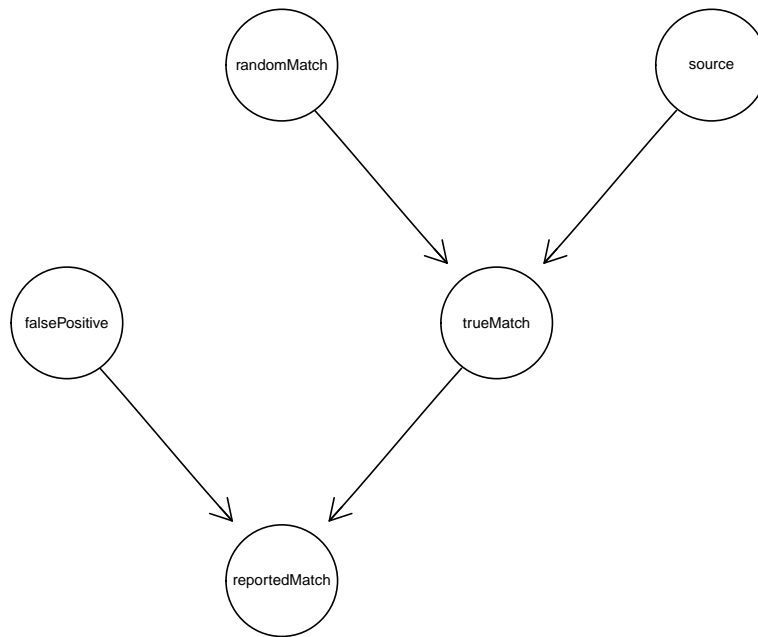 randomMatch
source
falsePositive
trueMatch
reportedMatch